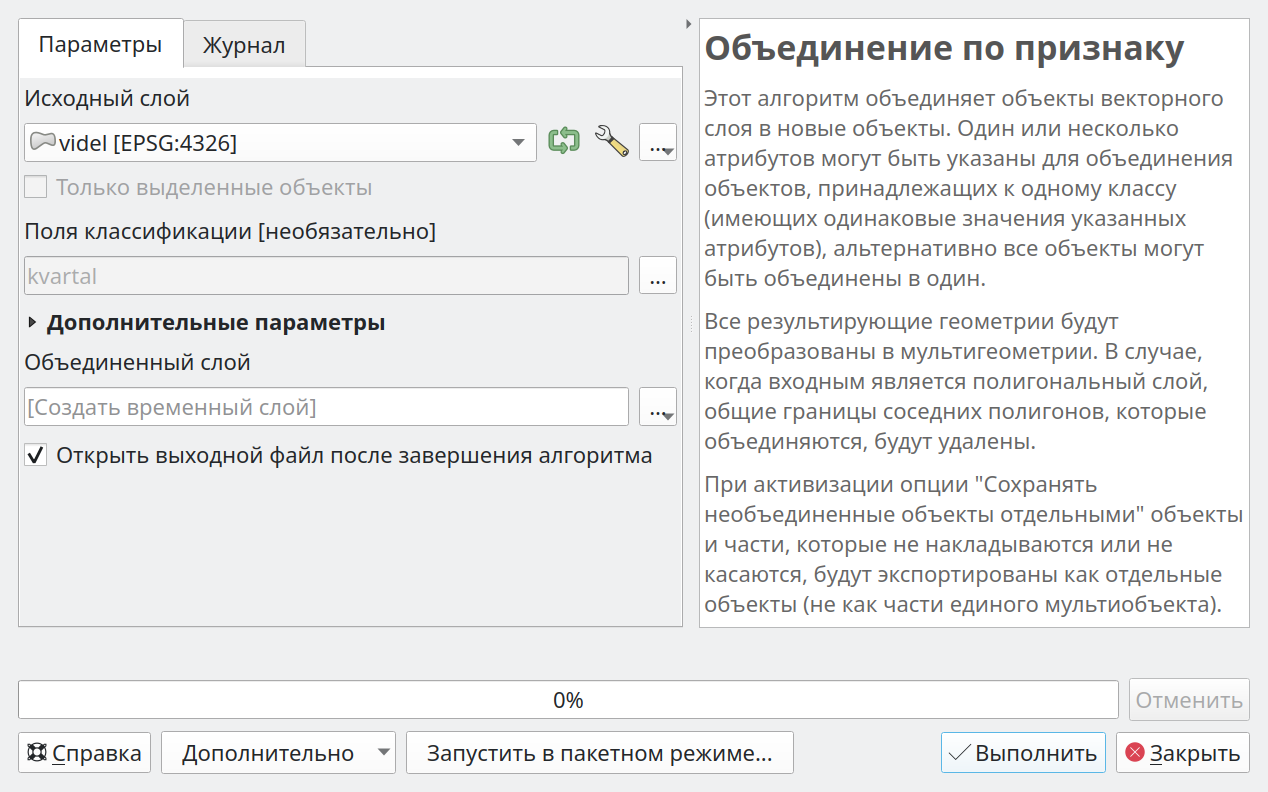 Параметры
Журнал
Исходный слой
videl [EPSG:4326]
...
Только выделенные объекты
Поля классификации [необязательно]
kvartal
...
Дополнительные параметры
Объединенный слой
[Создать временный слой]
...
Открыть выходной файл после завершения алгоритма
Объединение по признаку
Этот алгоритм объединяет объекты векторного
слоя в новые объекты. Один или несколько
атрибутов могут быть указаны для объединения
объектов, принадлежащих к одному классу
(имеющих одинаковые значения указанных
атрибутов), альтернативно все объекты могут
быть объединены в один.
Все результирующие геометрии будут
преобразованы в мультигеометрии. В случае,
когда входным является полигональный слой,
общие границы соседних полигонов, которые
объединяются, будут удалены.
При активизации опции "Сохранять
необъединенные объекты отдельными" объекты
и части, которые не накладываются или не
касаются, будут экспортированы как отдельные
объекты (не как части единого мультиобъекта).
0%
Отменить
Справка
Дополнительно
Запустить в пакетном режиме...
Выполнить
Закрыть